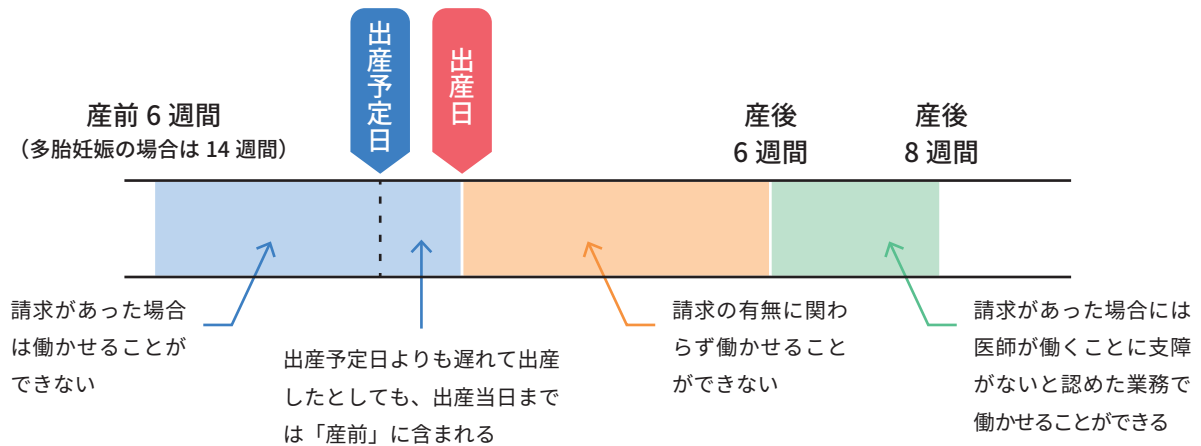 出産予定日
出産日
産前 6 週間
（多胎妊娠の場合は 14 週間）
産後
6 週間
産後
8 週間
請求があった場合
は働かせることが
できない
出産予定日よりも遅れて出産
したとしても、出産当日まで
は「産前」に含まれる
請求の有無に関わ
らず働かせること
ができない
請求があった場合には
医師が働くことに支障
がないと認めた業務で
働かせることができる